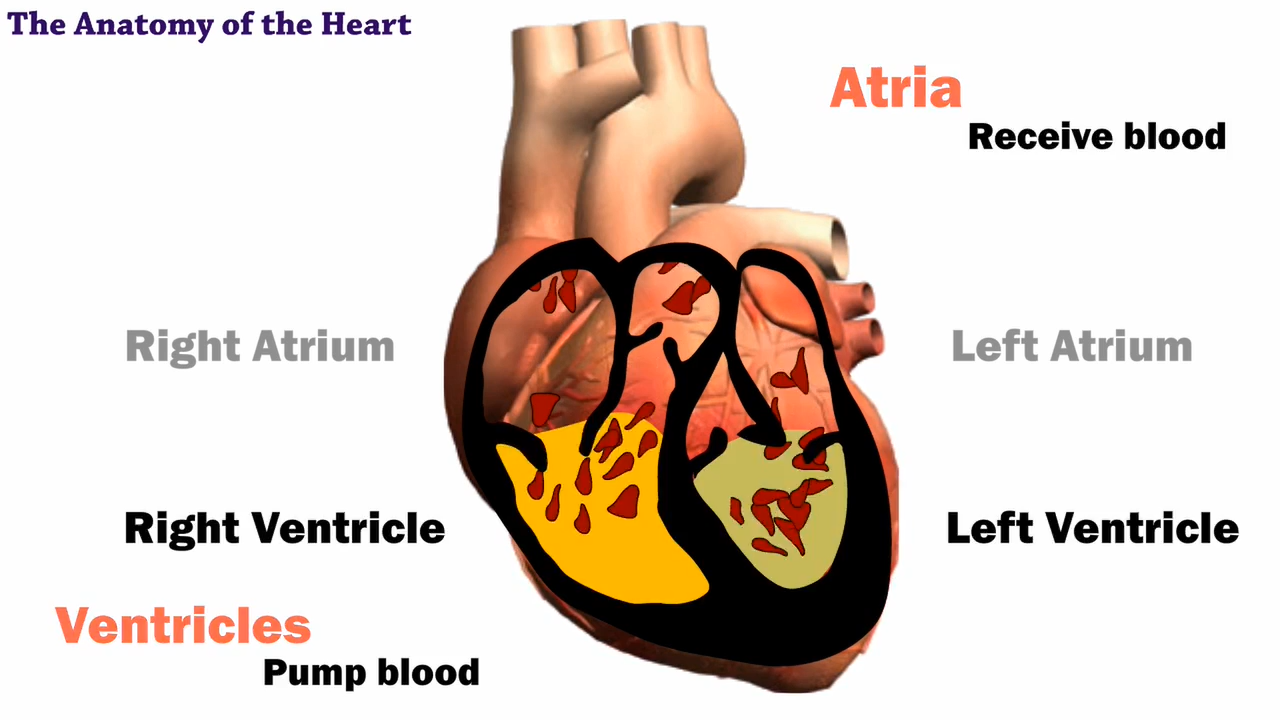 The Anatomy of the Heart
Atria
Receive blood
Right Atrium
Left Atrium
Right Ventricle
Left Ventricle
Ventricles
Pump blood